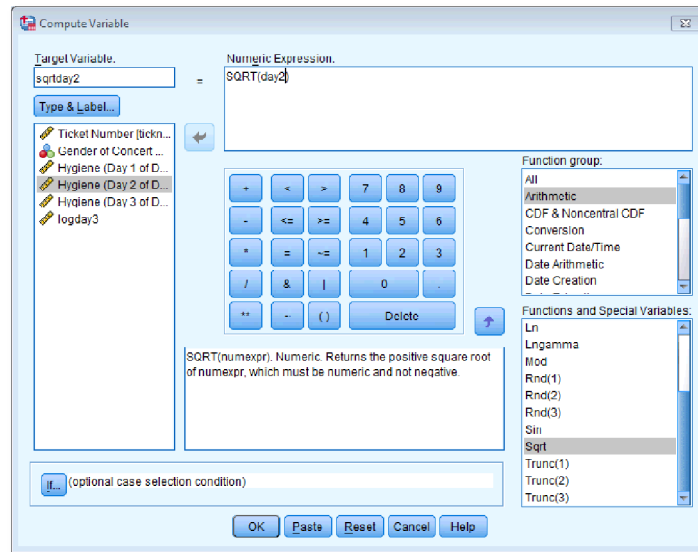 Compute Variable
Target Variable:
sqrtday2
=
Numeric Expression:
SQRT(day2)
Type & Label...
Ticket Number [tickn...
Gender of Concert ...
Hygiene (Day 1 of D...
Hygiene (Day 2 of D...
Hygiene (Day 3 of D...
logday3
+ < > 7 8 9
- <= >= 4 5 6
* = ~= 1 2 3
/ & | 0 .
** ~ ( ) Delete
Function group:
All
Arithmetic
CDF & Noncentral CDF
Conversion
Current Date/Time
Date Arithmetic
Date Creation
SQRT(numexpr). Numeric. Returns the positive square root
of numexpr, which must be numeric and not negative.
Functions and Special Variables:
Ln
Lngamma
Mod
Rnd(1)
Rnd(2)
Rnd(3)
Sin
Sqrt
Trunc(1)
Trunc(2)
Trunc(3)
If... (optional case selection condition)
OK Paste Reset Cancel Help